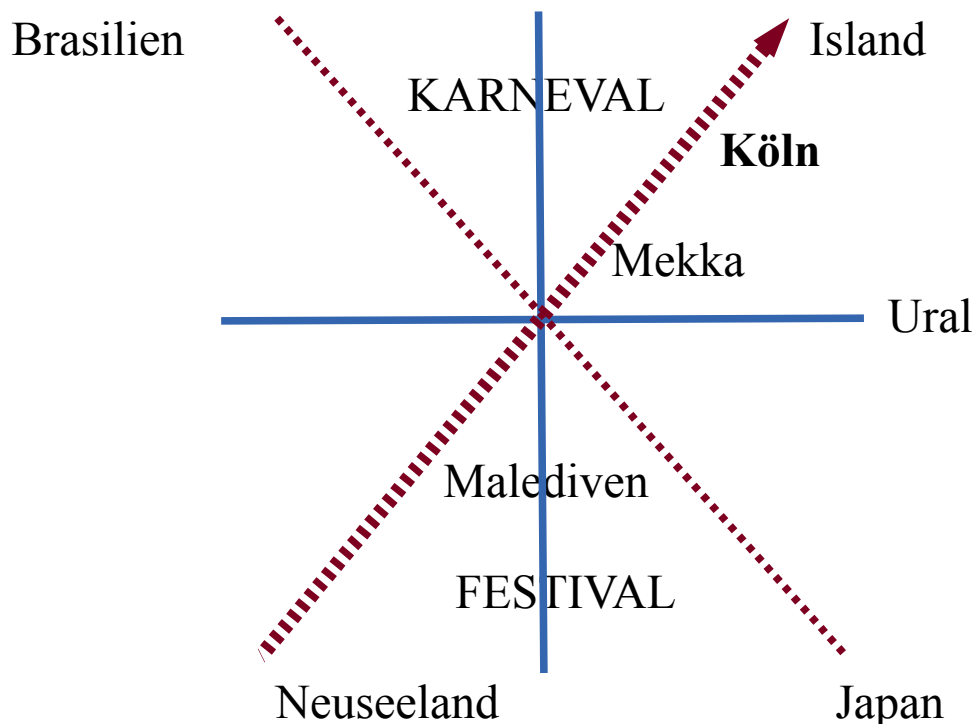 Brasilien
Island
KARNEVAL
Köln
Mekka
Ural
Malediven
FESTIVAL
Neuseeland
Japan